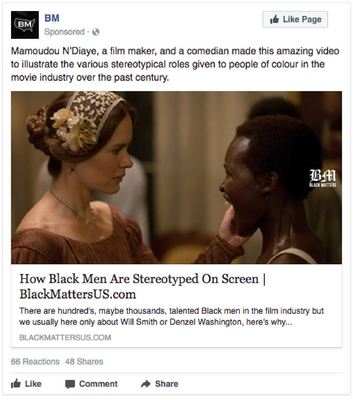 BM
BM
Like Page
Sponsored ·
Mamoudou N'Diaye, a film maker, and a comedian made this amazing video
to illustrate the various stereotypical roles given to people of colour in the
movie industry over the past century.
BM
BLACK MATTERS
How Black Men Are Stereotyped On Screen |
BlackMattersUS.com
There are hundred's, maybe thousands, talented Black men in the film industry but
we usually here only about Will Smith or Denzel Washington, here's why...
BLACKMATTERSUS.COM
66 Reactions 48 Shares
Like Comment Share